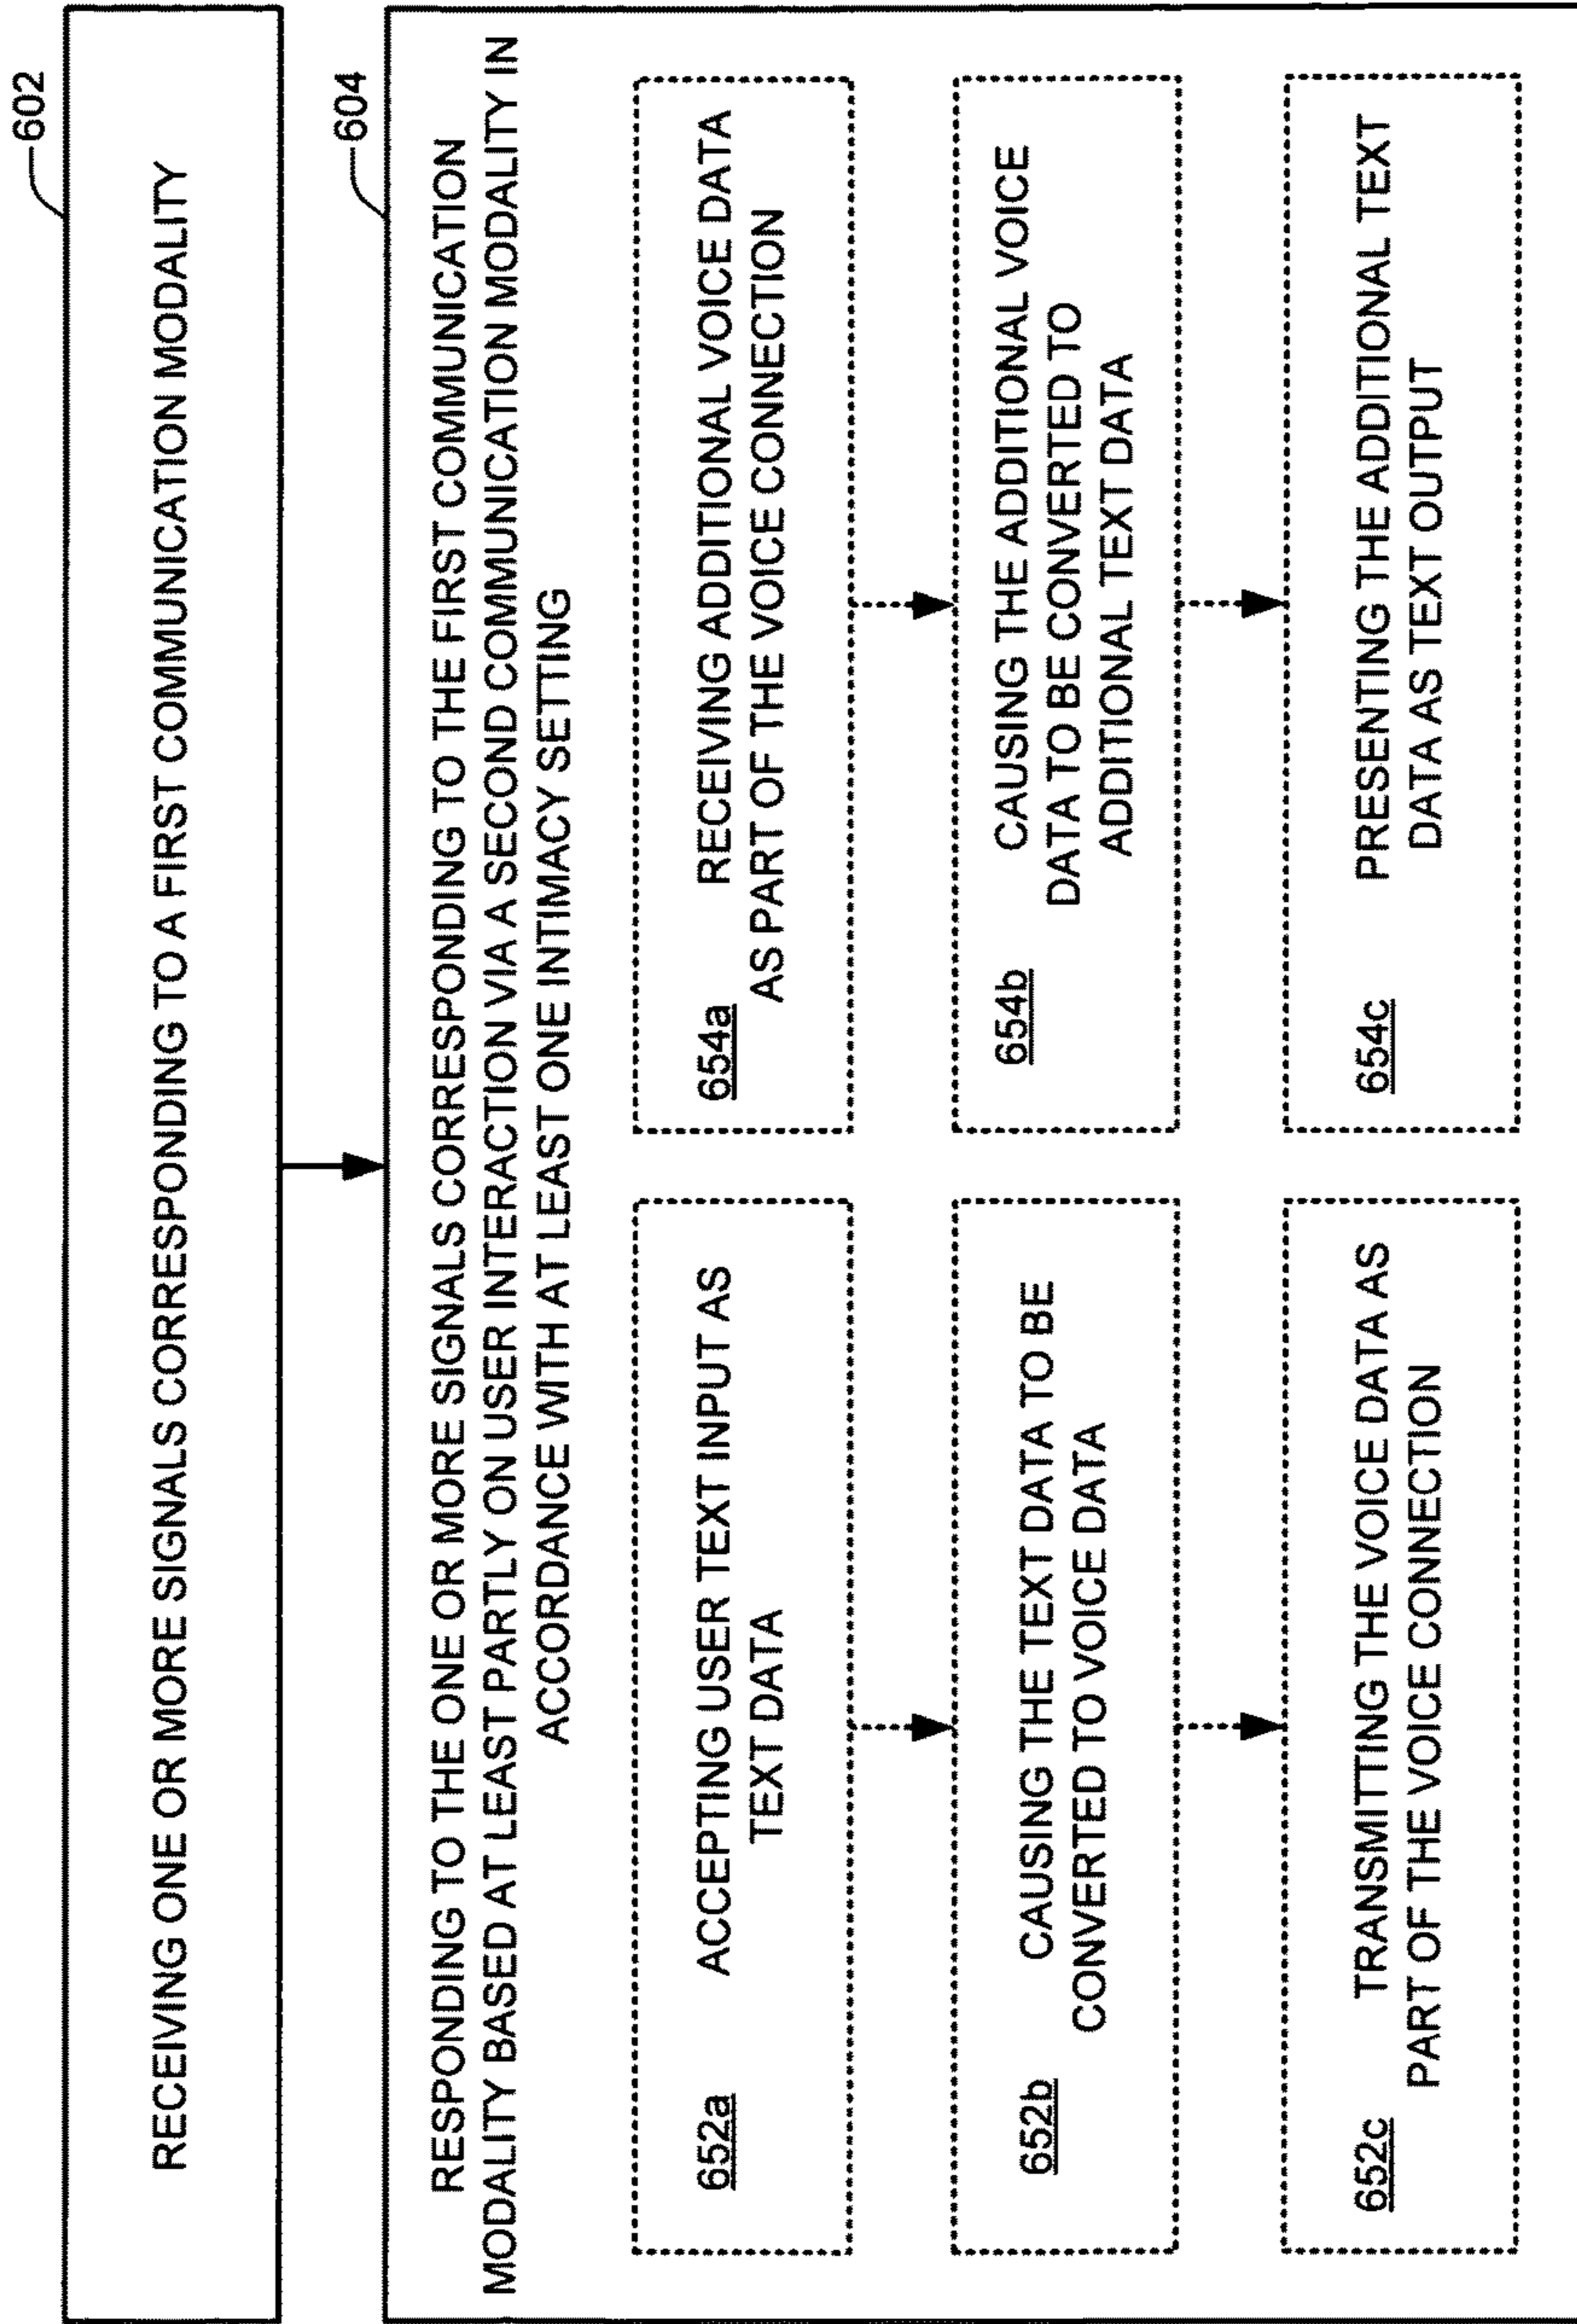 602
RECEIVING ONE OR MORE SIGNALS CORRESPONDING TO A FIRST COMMUNICATION MODALITY
604
RESPONDING TO THE ONE OR MORE SIGNALS CORRESPONDING TO THE FIRST COMMUNICATION
MODALITY BASED AT LEAST PARTLY ON USER INTERACTION VIA A SECOND COMMUNICATION MODALITY IN
ACCORDANCE WITH AT LEAST ONE INTIMACY SETTING
652a ACCEPTING USER TEXT INPUT AS
TEXT DATA
652b CAUSING THE TEXT DATA TO BE
CONVERTED TO VOICE DATA
652c TRANSMITTING THE VOICE DATA AS
PART OF THE VOICE CONNECTION
654a RECEIVING ADDITIONAL VOICE DATA
AS PART OF THE VOICE CONNECTION
654b CAUSING THE ADDITIONAL VOICE
DATA TO BE CONVERTED TO
ADDITIONAL TEXT DATA
654c PRESENTING THE ADDITIONAL TEXT
DATA AS TEXT OUTPUT